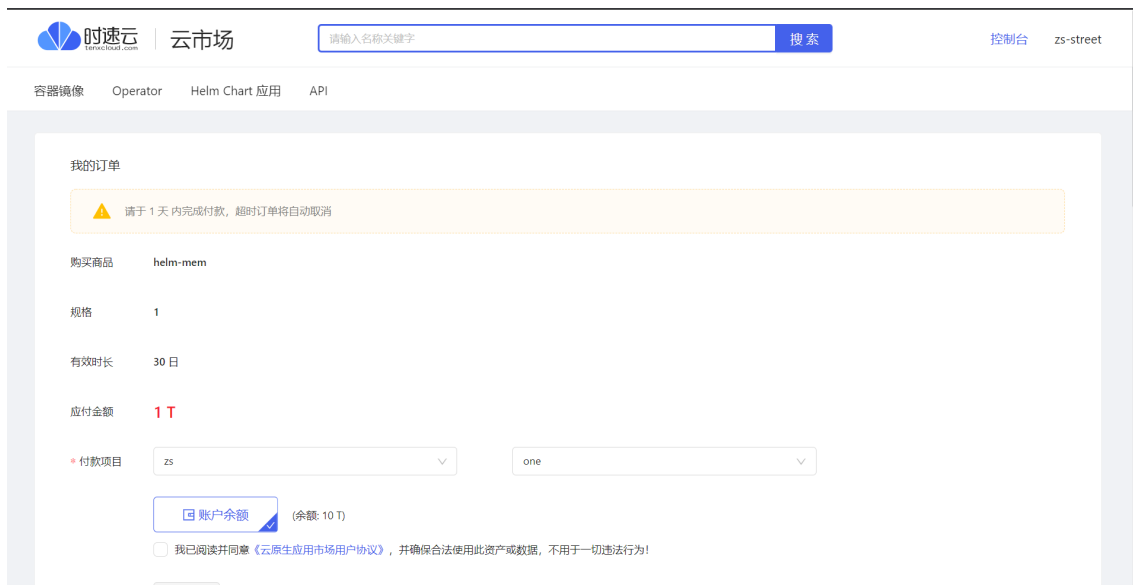 时速云 tenxcloud.com 云市场 请输入名称关键字 搜索 控制台 zs-street
容器镜像 Operator Helm Chart 应用 API
我的订单
请于 1 天 内完成付款，超时订单将自动取消
购买商品 helm-mem
规格 1
有效时长 30 日
应付金额 1 T
* 付款项目 zs one
账户余额 (余额: 10 T)
我已阅读并同意《云原生应用市场用户协议》，并确保合法使用此资产或数据，不用于一切违法行为！